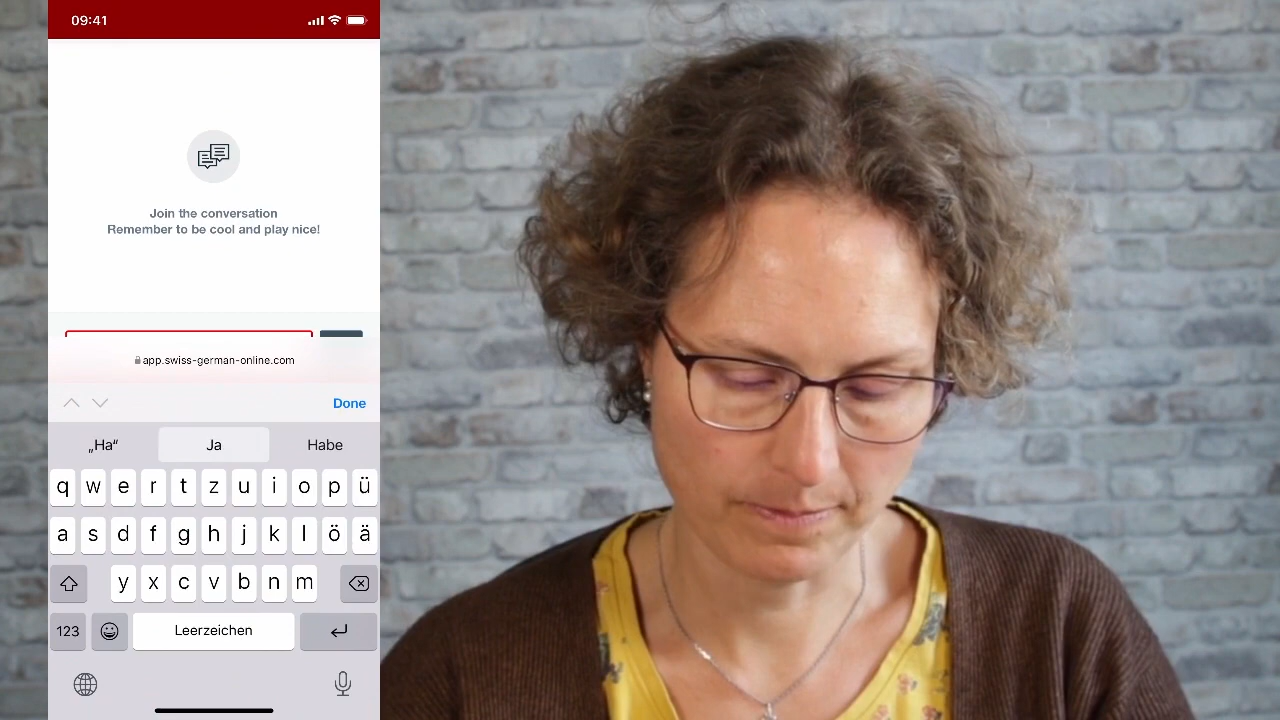 09:41
Join the conversation
Remember to be cool and play nice!
app.swiss-german-online.com
Done
„Ha“ Ja Habe
q w e r t z u i o p ü
a s d f g h j k l ö ä
y x c v b n m
123 Leerzeichen